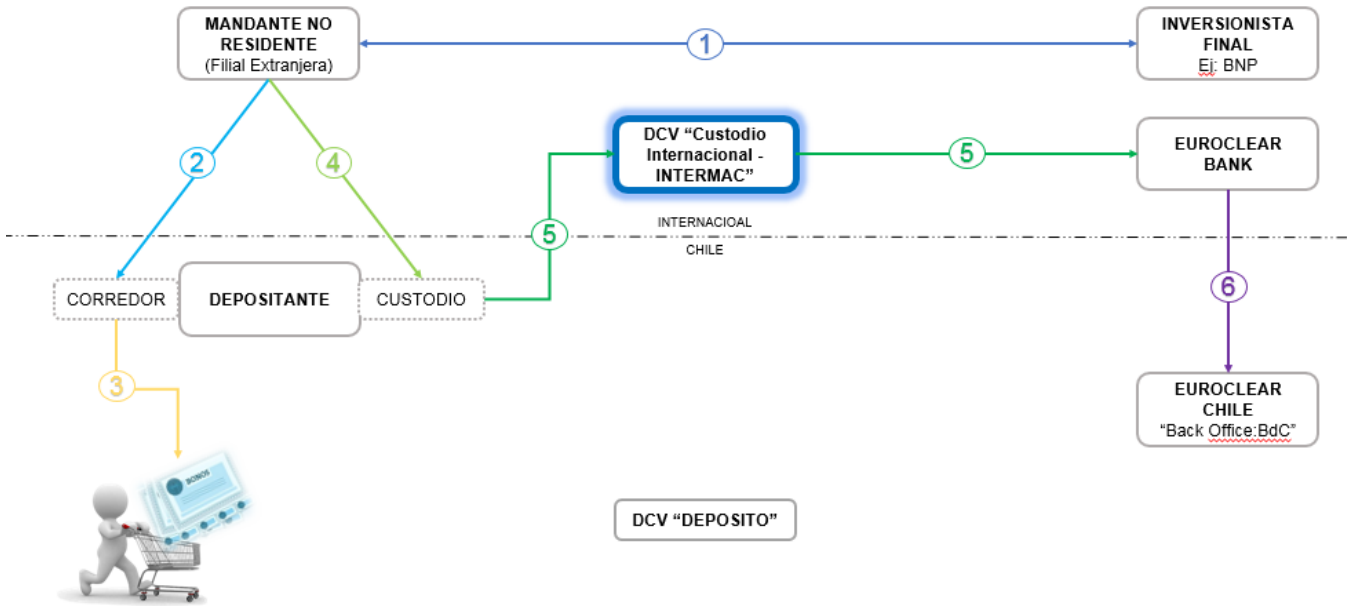 MANDANTE NO
RESIDENTE
(Filial Extranjera)
1
INVERSIONISTA
FINAL
Ej: BNP
2
4
DCV “Custodio
Internacional -
INTERMAC”
5
EUROCLEAR
BANK
5
INTERNACIOAL
CHILE
CORREDOR
DEPOSITANTE
CUSTODIO
6
3
EUROCLEAR
CHILE
“Back Office:BdC”
BONOS
DCV “DEPOSITO”